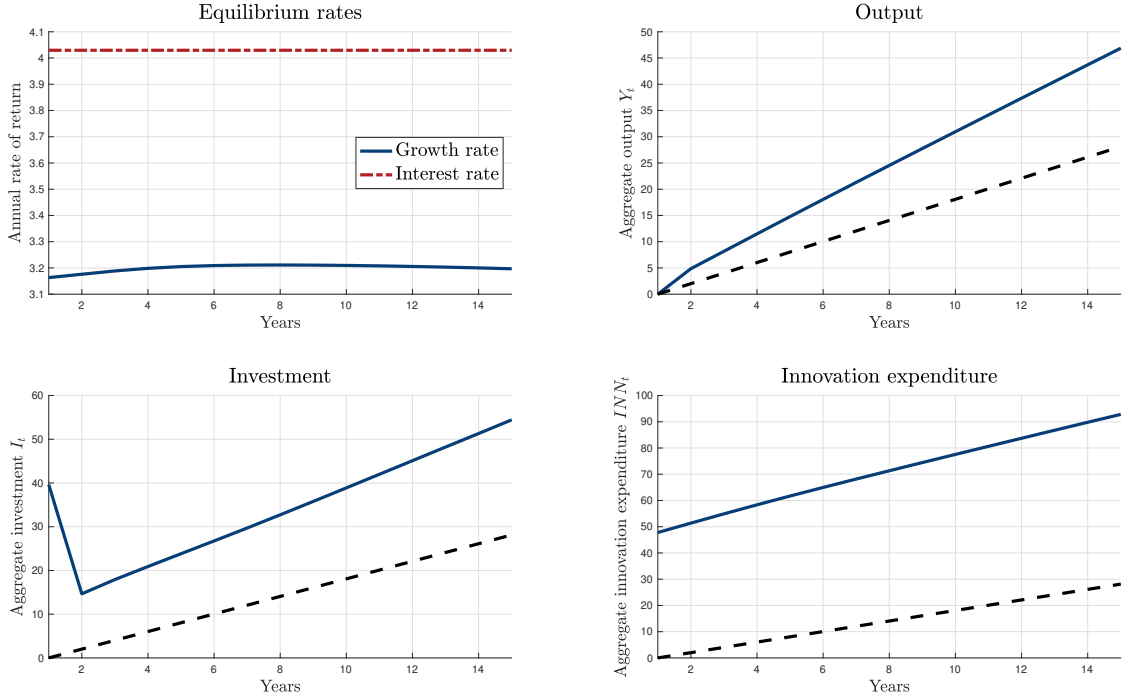 Equilibrium rates
Annual rate of return
4.1
4
3.9
3.8
3.7
3.6
3.5
3.4
3.3
3.2
3.1
Growth rate
Interest rate
2 4 6 8 10 12 14
Years
Output
Aggregate output Y_t
50
45
40
35
30
25
20
15
10
5
0
2 4 6 8 10 12 14
Years
Investment
Aggregate investment I_t
60
50
40
30
20
10
0
2 4 6 8 10 12 14
Years
Innovation expenditure
Aggregate innovation expenditure INN_t
100
90
80
70
60
50
40
30
20
10
0
2 4 6 8 10 12 14
Years